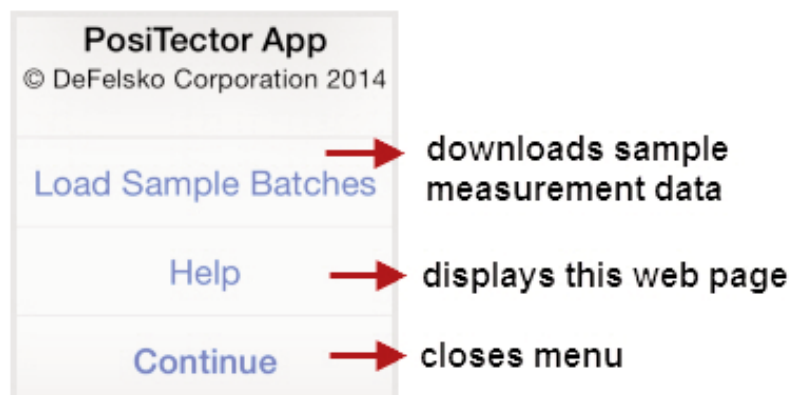 PosiTector App
© DeFelsko Corporation 2014
downloads sample
measurement data
Load Sample Batches
Help
displays this web page
Continue
closes menu